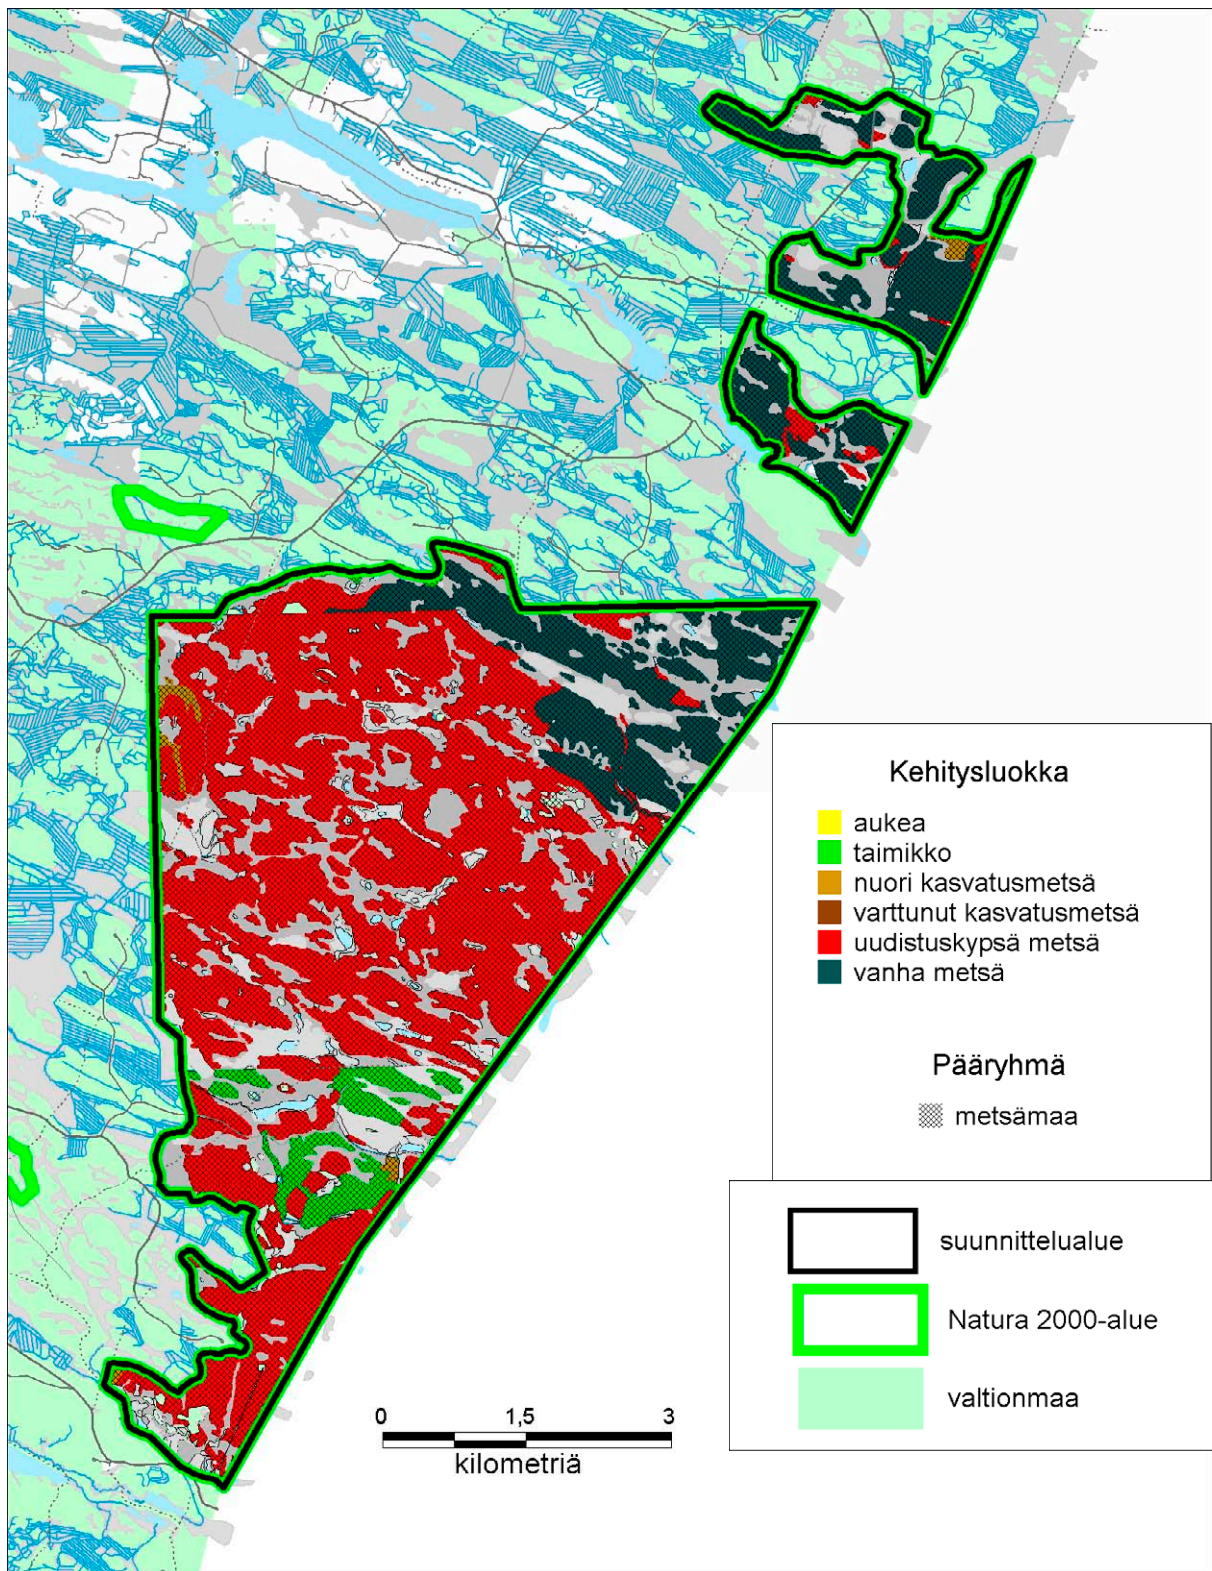 Kehitysluokka
aukea
taimikko
nuori kasvatusmetsä
varttunut kasvatusmetsä
uudistuskypsä metsä
vanha metsä
Pääryhmä
metsämaa
suunnittelualue
Natura 2000-alue
valtionmaa
0 1,5 3
kilometriä